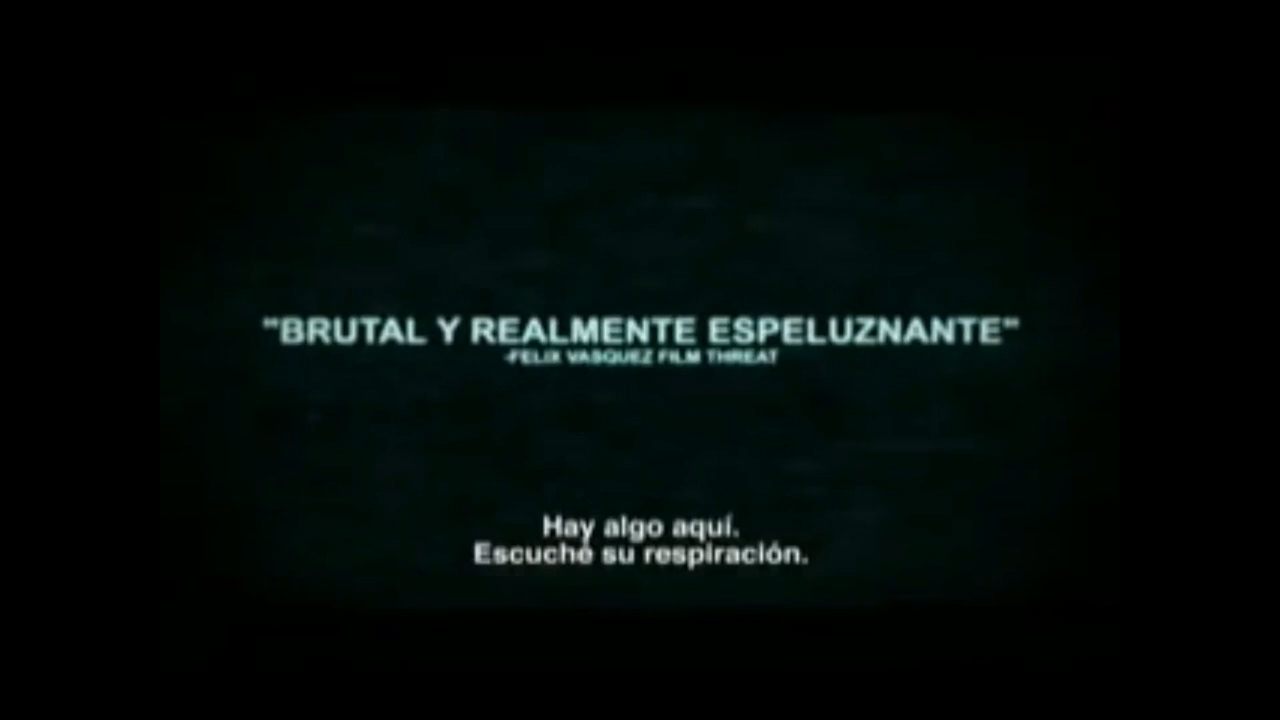 "BRUTAL Y REALMENTE ESPELUZNANTE"
-FELIX VASQUEZ FILM THREAT
Hay algo aquí.
Escuché su respiración.